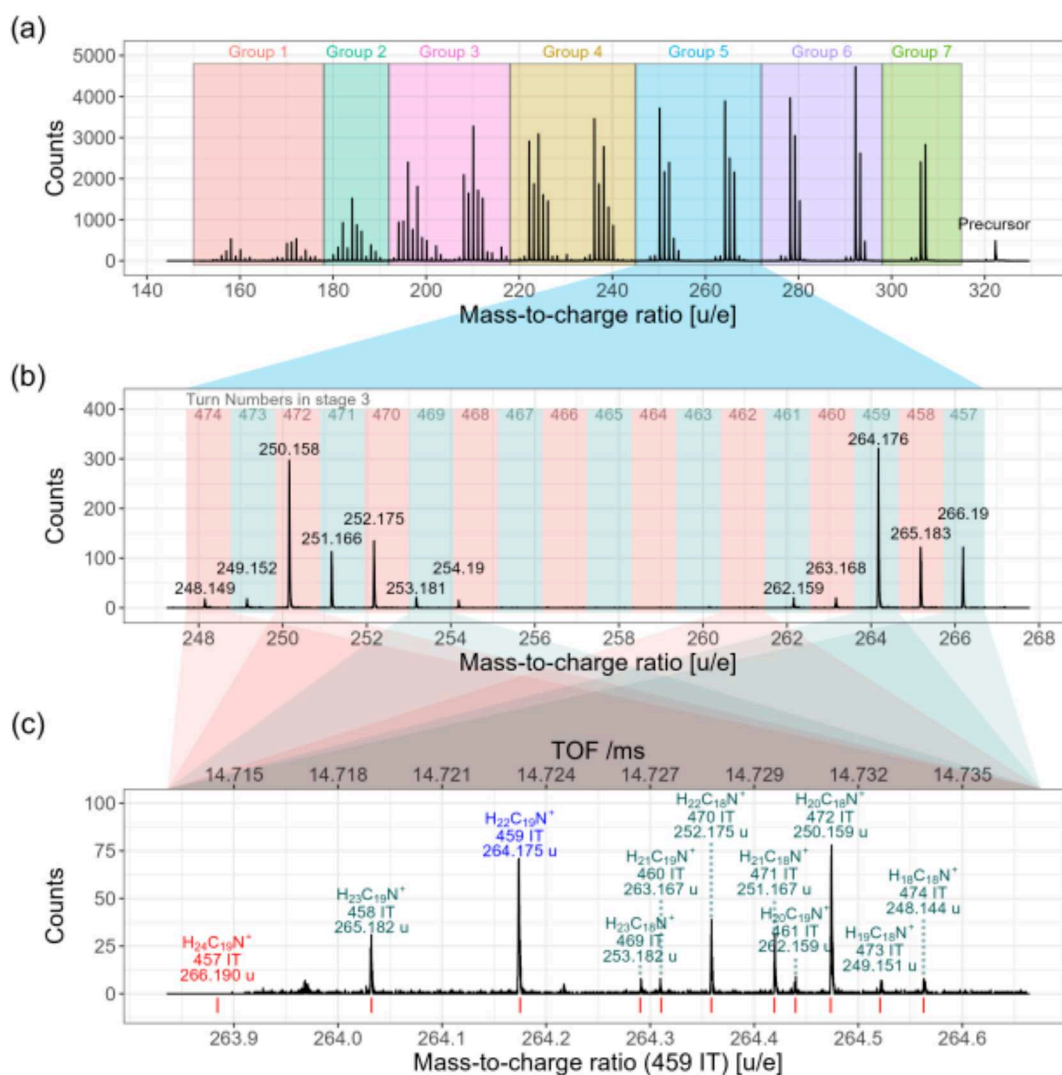 (a)
Group 1 Group 2 Group 3 Group 4 Group 5 Group 6 Group 7
5000
4000
3000
2000
1000
0
Counts
Precursor
140 160 180 200 220 240 260 280 300 320
Mass-to-charge ratio [u/e]
(b)
Turn Numbers in stage 3
474 473 472 471 470 469 468 467 466 465 464 463 462 461 460 459 458 457
400
300
200
100
0
Counts
248.149
249.152
250.158
251.166
252.175
253.181
254.19
262.159
263.168
264.176
265.183
266.19
248 250 252 254 256 258 260 262 264 266 268
Mass-to-charge ratio [u/e]
(c)
TOF /ms
14.715 14.718 14.721 14.724 14.727 14.729 14.732 14.735
100
75
50
25
0
Counts
H₂₄C₁₉N⁺
457 IT
266.190 u
H₂₃C₁₉N⁺
458 IT
265.182 u
H₂₂C₁₉N⁺
459 IT
264.175 u
H₂₃C₁₈N⁺
469 IT
253.182 u
H₂₁C₁₉N⁺
460 IT
263.167 u
H₂₂C₁₈N⁺
470 IT
252.175 u
H₂₁C₁₈N⁺
471 IT
251.167 u
H₂₀C₁₉N⁺
461 IT
262.159 u
H₂₀C₁₈N⁺
472 IT
250.159 u
H₁₉C₁₈N⁺
473 IT
249.151 u
H₁₈C₁₈N⁺
474 IT
248.144 u
263.9 264.0 264.1 264.2 264.3 264.4 264.5 264.6
Mass-to-charge ratio (459 IT) [u/e]